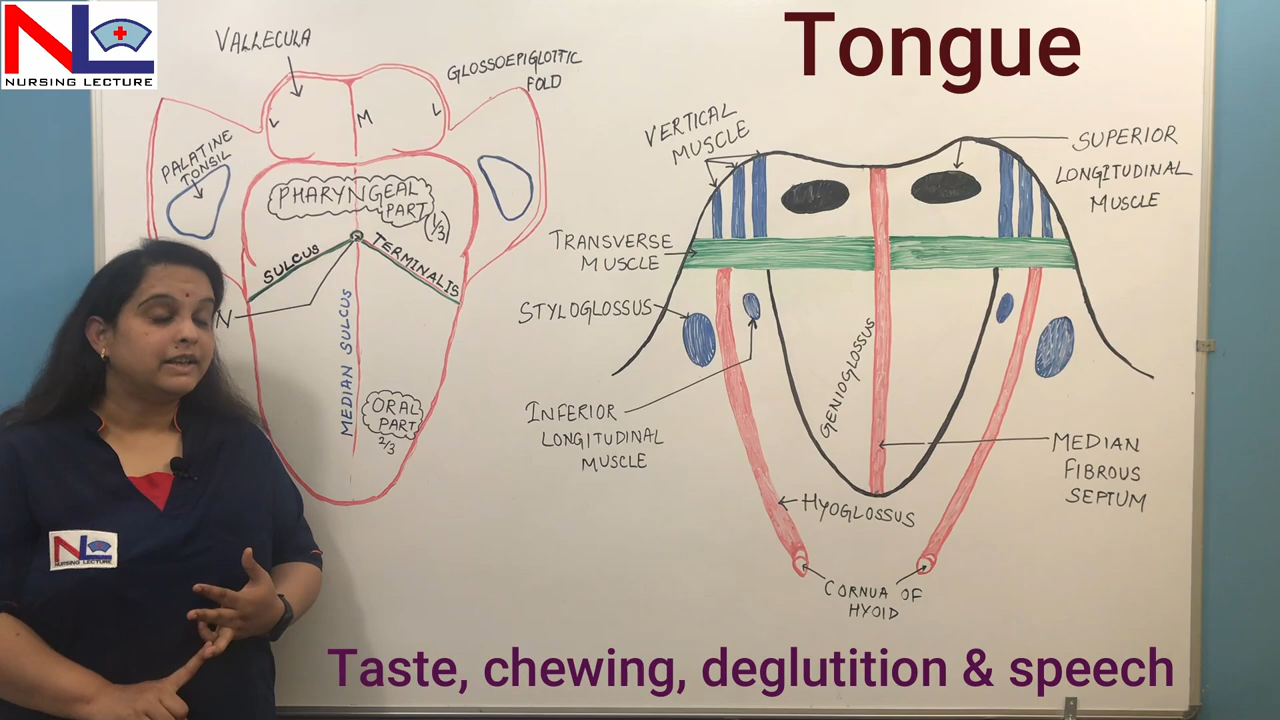 NL
NURSING LECTURE
Tongue
VALLECULA
GLOSSOEPIGLOTTIC
FOLD
L
M
L
PALATINE
TONSIL
PHARYNGEAL
PART
(1/3)
SULCUS
TERMINALIS
N
MEDIAN SULCUS
ORAL
PART
2/3
VERTICAL
MUSCLE
SUPERIOR
LONGITUDINAL
MUSCLE
TRANSVERSE
MUSCLE
STYLOGLOSSUS
GENIOGLOSSUS
INFERIOR
LONGITUDINAL
MUSCLE
MEDIAN
FIBROUS
SEPTUM
HYOGLOSSUS
CORNUA OF
HYOID
NL
NURSING LECTURE
Taste, chewing, deglutition & speech